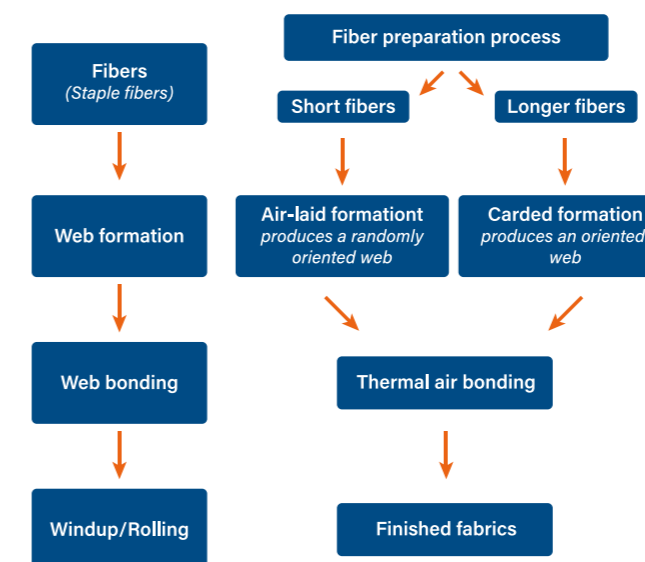 Fibers
(Staple fibers)
Web formation
Web bonding
Windup/Rolling
Fiber preparation process
Short fibers
Longer fibers
Air-laid formationt
produces a randomly
oriented web
Carded formation
produces an oriented
web
Thermal air bonding
Finished fabrics